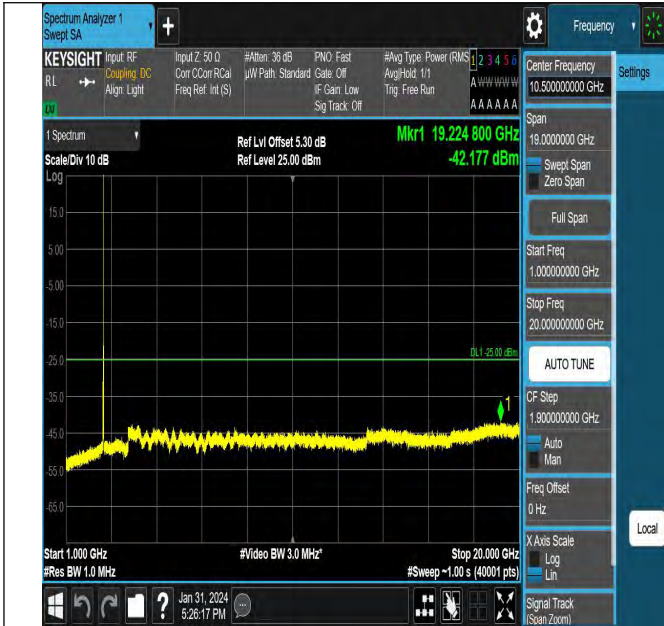 Spectrum Analyzer 1
Swept SA
Frequency
KEYSIGHT
RL
Input: RF
Coupling: DC
Align: Light
Input Z: 50 Ω
Corr CCorr RCal
Freq Ref: Int (S)
#Atten: 36 dB
µW Path: Standard
PNO: Fast
Gate: Off
IF Gain: Low
Sig Track: Off
#Avg Type: Power (RMS
Avg|Hold: 1/1
Trig: Free Run
1 2 3 4 5 6
A W W W W W
A A A A A A
1 Spectrum
Scale/Div 10 dB
Ref Lvl Offset 5.30 dB
Ref Level 25.00 dBm
Mkr1 19.224 800 GHz
-42.177 dBm
Log
15.0
5.00
-5.00
-15.0
-25.0
-35.0
-45.0
-55.0
-65.0
DL1 -25.00 dBm
1
Start 1.000 GHz
#Res BW 1.0 MHz
#Video BW 3.0 MHz*
Stop 20.000 GHz
#Sweep ~1.00 s (40001 pts)
Jan 31, 2024
5:26:17 PM
Center Frequency
10.500000000 GHz
Span
19.0000000 GHz
Swept Span
Zero Span
Full Span
Start Freq
1.000000000 GHz
Stop Freq
20.000000000 GHz
AUTO TUNE
CF Step
1.900000000 GHz
Auto
Man
Freq Offset
0 Hz
X Axis Scale
Log
Lin
Signal Track
(Span Zoom)
Settings
Local